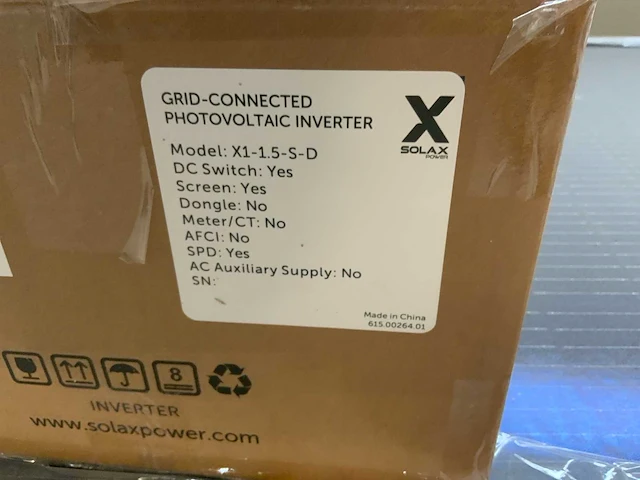 GRID-CONNECTED
PHOTOVOLTAIC INVERTER
X
SOLAX
POWER
Model: X1-1.5-S-D
DC Switch: Yes
Screen: Yes
Dongle: No
Meter/CT: No
AFCI: No
SPD: Yes
AC Auxiliary Supply: No
SN:
Made in China
615.00264.01
8
INVERTER
www.solaxpower.com